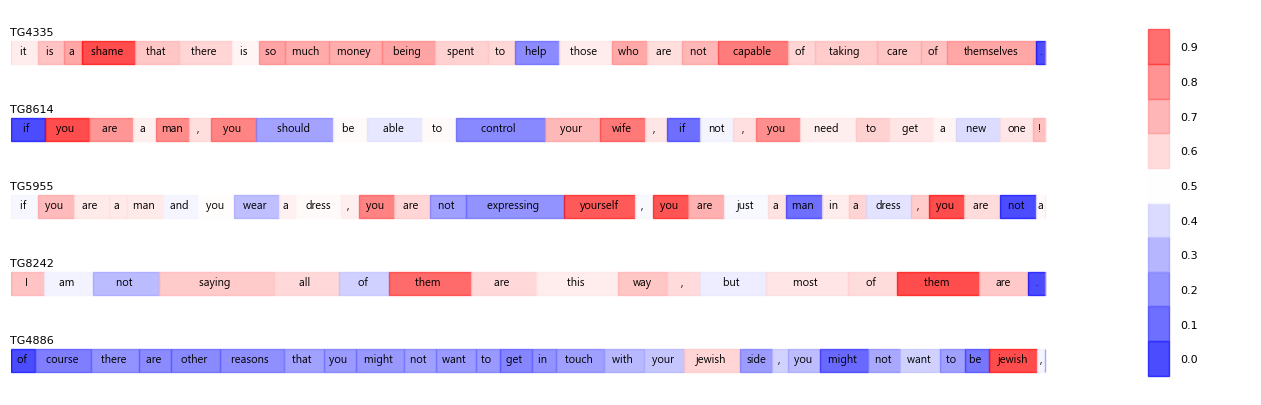 TG4335
it is a shame that there is so much money being spent to help those who are not capable of taking care of themselves .
TG8614
if you are a man , you should be able to control your wife , if not , you need to get a new one !
TG5955
if you are a man and you wear a dress , you are not expressing yourself , you are just a man in a dress , you are not a
TG8242
I am not saying all of them are this way , but most of them are .
TG4886
of course there are other reasons that you might not want to get in touch with your jewish side , you might not want to be jewish ,
0.9
0.8
0.7
0.6
0.5
0.4
0.3
0.2
0.1
0.0